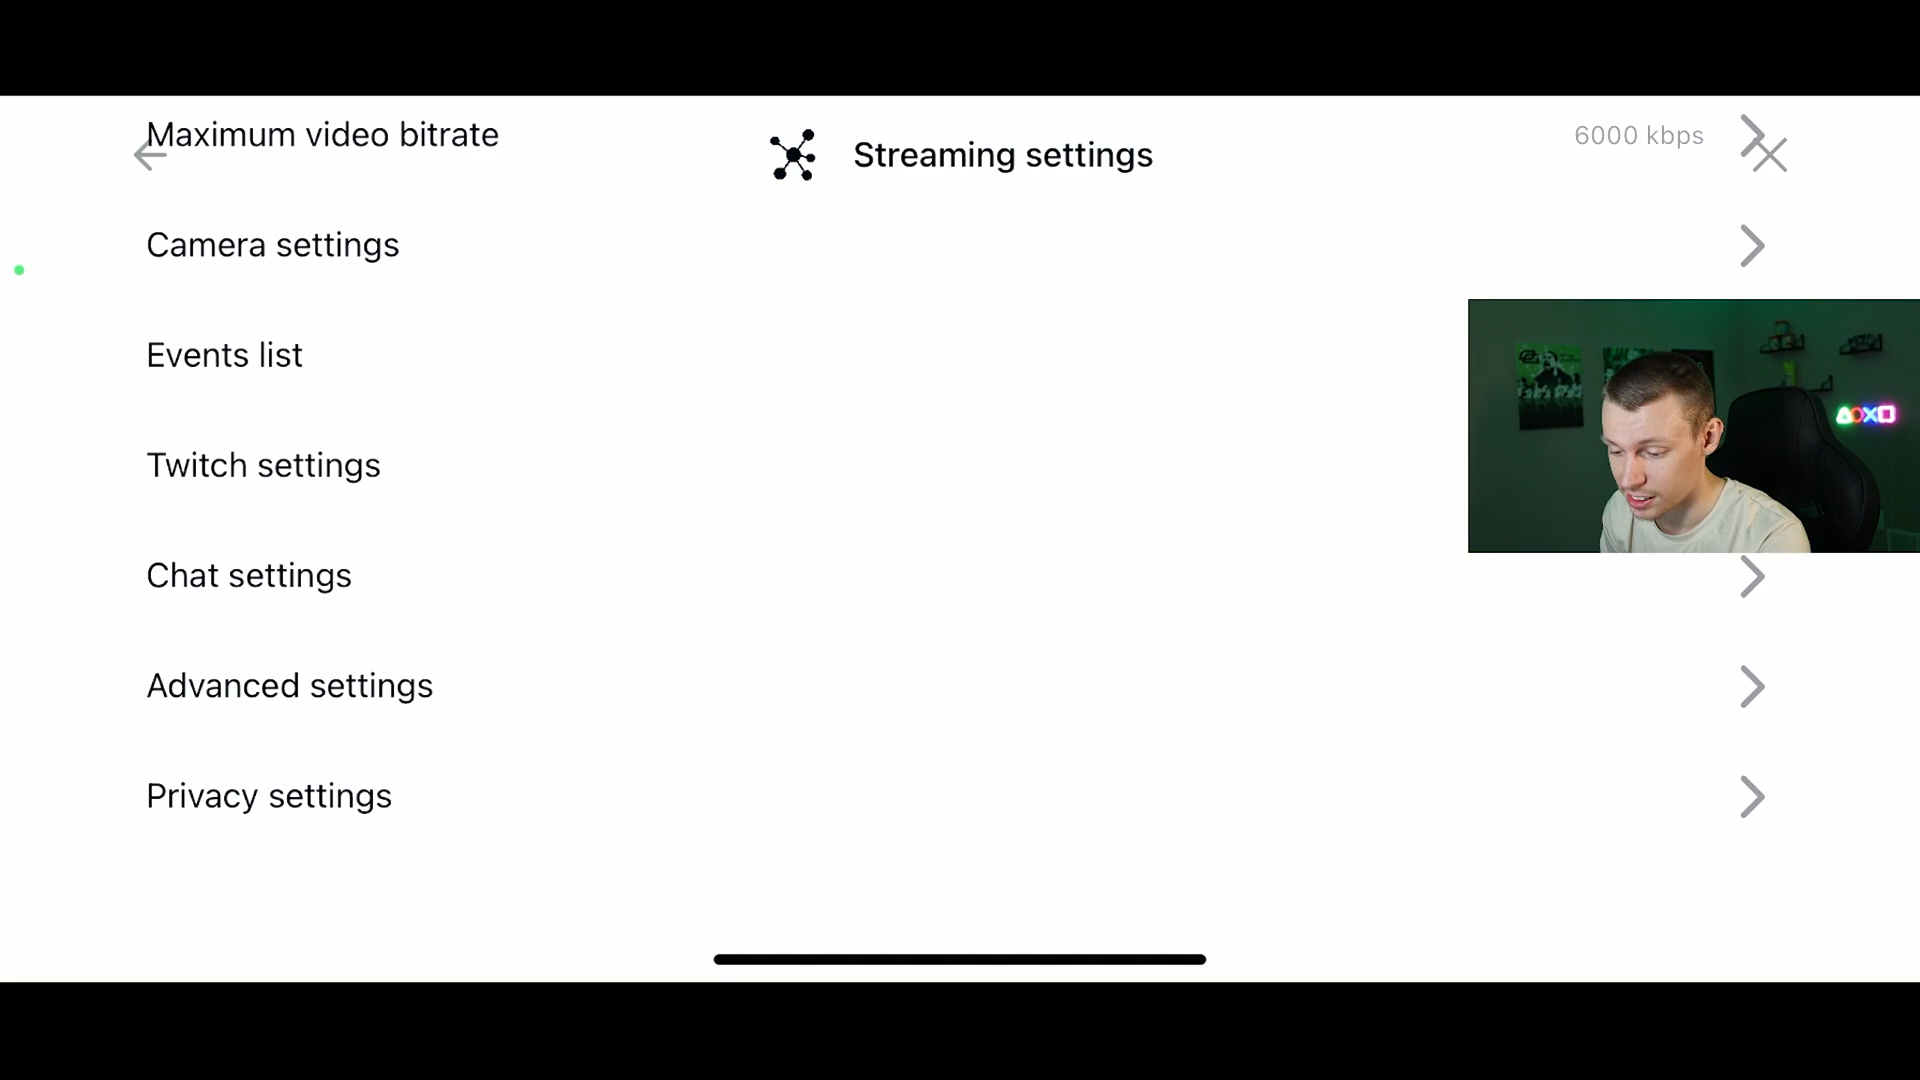 Maximum video bitrate
6000 kbps
Streaming settings
Camera settings
Events list
Twitch settings
Chat settings
Advanced settings
Privacy settings